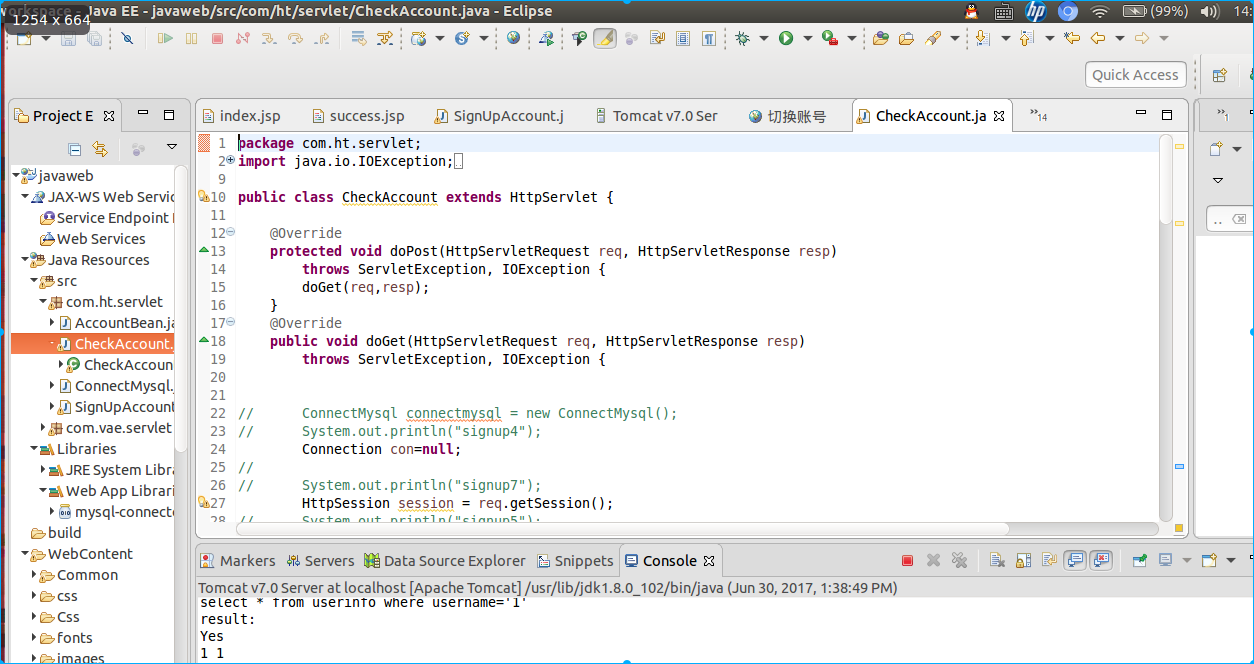 workspace - Java EE - javaweb/src/com/ht/servlet/CheckAccount.java - Eclipse
1254 x 664
hp
(99%)
14:
Quick Access
Project E
index.jsp
success.jsp
SignUpAccount.j
Tomcat v7.0 Ser
切换账号
CheckAccount.ja
»14
»1
javaweb
JAX-WS Web Servic
Service Endpoint
Web Services
Java Resources
src
com.ht.servlet
AccountBean.ja
CheckAccount.
CheckAccoun
ConnectMysql.
SignUpAccount
com.vae.servlet
Libraries
JRE System Libra
Web App Librari
mysql-connecto
build
WebContent
Common
css
Css
fonts
images
1 package com.ht.servlet;
2 import java.io.IOException;
9
10 public class CheckAccount extends HttpServlet {
11
12 @Override
13 protected void doPost(HttpServletRequest req, HttpServletResponse resp)
14 throws ServletException, IOException {
15 doGet(req,resp);
16 }
17 @Override
18 public void doGet(HttpServletRequest req, HttpServletResponse resp)
19 throws ServletException, IOException {
20
21
22 // ConnectMysql connectmysql = new ConnectMysql();
23 // System.out.println("signup4");
24 Connection con=null;
25 //
26 // System.out.println("signup7");
27 HttpSession session = req.getSession();
28 // System.out.println("signup5");
..
Markers
Servers
Data Source Explorer
Snippets
Console
Tomcat v7.0 Server at localhost [Apache Tomcat] /usr/lib/jdk1.8.0_102/bin/java (Jun 30, 2017, 1:38:49 PM)
select * from userinfo where username='1'
result:
Yes
1 1